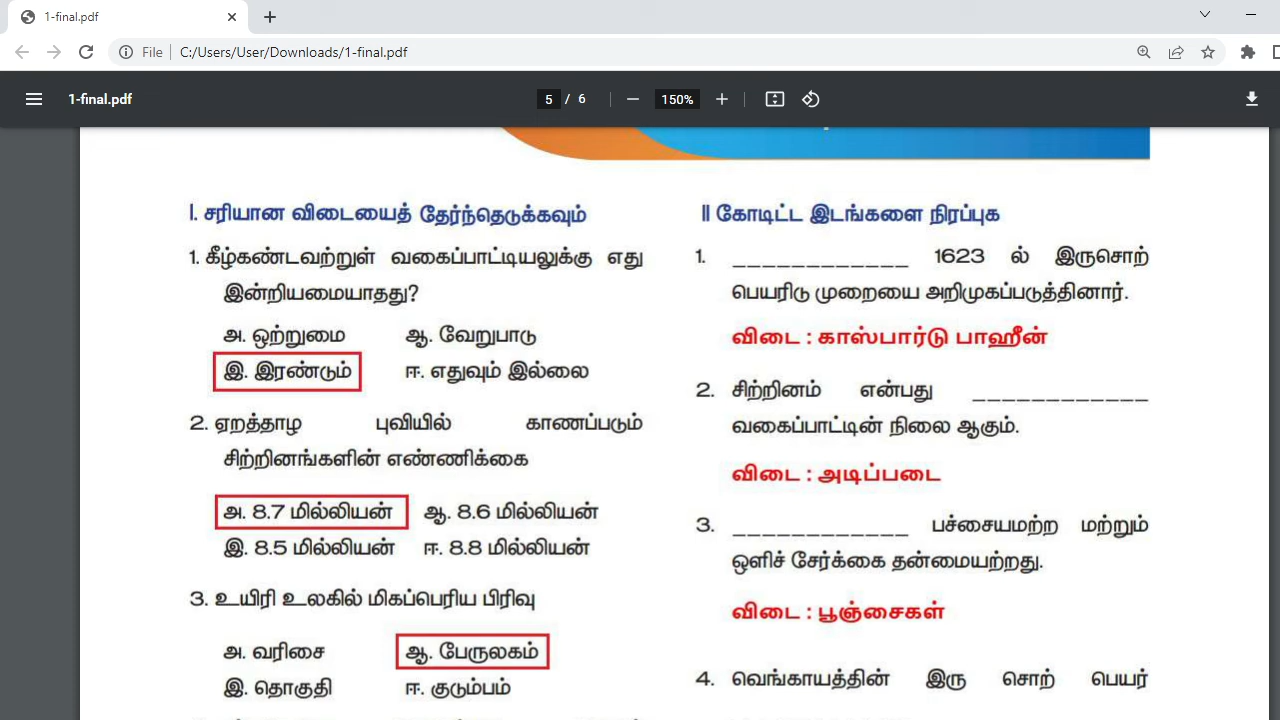 1-final.pdf
File C:/Users/User/Downloads/1-final.pdf
1-final.pdf
5 / 6
150%
I. சரியான விடையைத் தேர்ந்தெடுக்கவும்
1. கீழ்கண்டவற்றுள் வகைப்பாட்டியலுக்கு எது
இன்றியமையாதது?
அ. ஒற்றுமை ஆ. வேறுபாடு
இ. இரண்டும் ஈ. எதுவும் இல்லை
2. ஏறத்தாழ புவியில் காணப்படும்
சிற்றினங்களின் எண்ணிக்கை
அ. 8.7 மில்லியன் ஆ. 8.6 மில்லியன்
இ. 8.5 மில்லியன் ஈ. 8.8 மில்லியன்
3. உயிரி உலகில் மிகப்பெரிய பிரிவு
அ. வரிசை ஆ. பேருலகம்
இ. தொகுதி ஈ. குடும்பம்
II கோடிட்ட இடங்களை நிரப்புக
1. ____________ 1623 ல் இருசொற்
பெயரிடு முறையை அறிமுகப்படுத்தினார்.
விடை : காஸ்பார்டு பாஹீன்
2. சிற்றினம் என்பது ____________
வகைப்பாட்டின் நிலை ஆகும்.
விடை : அடிப்படை
3. ____________ பச்சையமற்ற மற்றும்
ஒளிச் சேர்க்கை தன்மையற்றது.
விடை : பூஞ்சைகள்
4. வெங்காயத்தின் இரு சொற் பெயர்